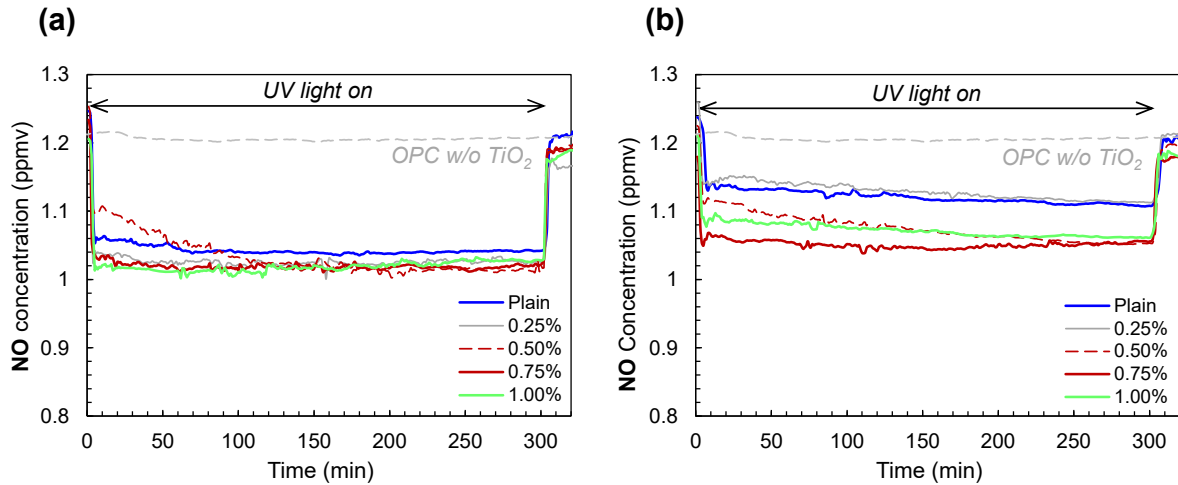 (a)
1.3
1.2
1.1
1
0.9
0.8
NO concentration (ppmv)
UV light on
OPC w/o TiO2
Plain
0.25%
0.50%
0.75%
1.00%
0 50 100 150 200 250 300
Time (min)
(b)
1.3
1.2
1.1
1
0.9
0.8
NO Concentration (ppmv)
UV light on
OPC w/o TiO2
Plain
0.25%
0.50%
0.75%
1.00%
0 50 100 150 200 250 300
Time (min)